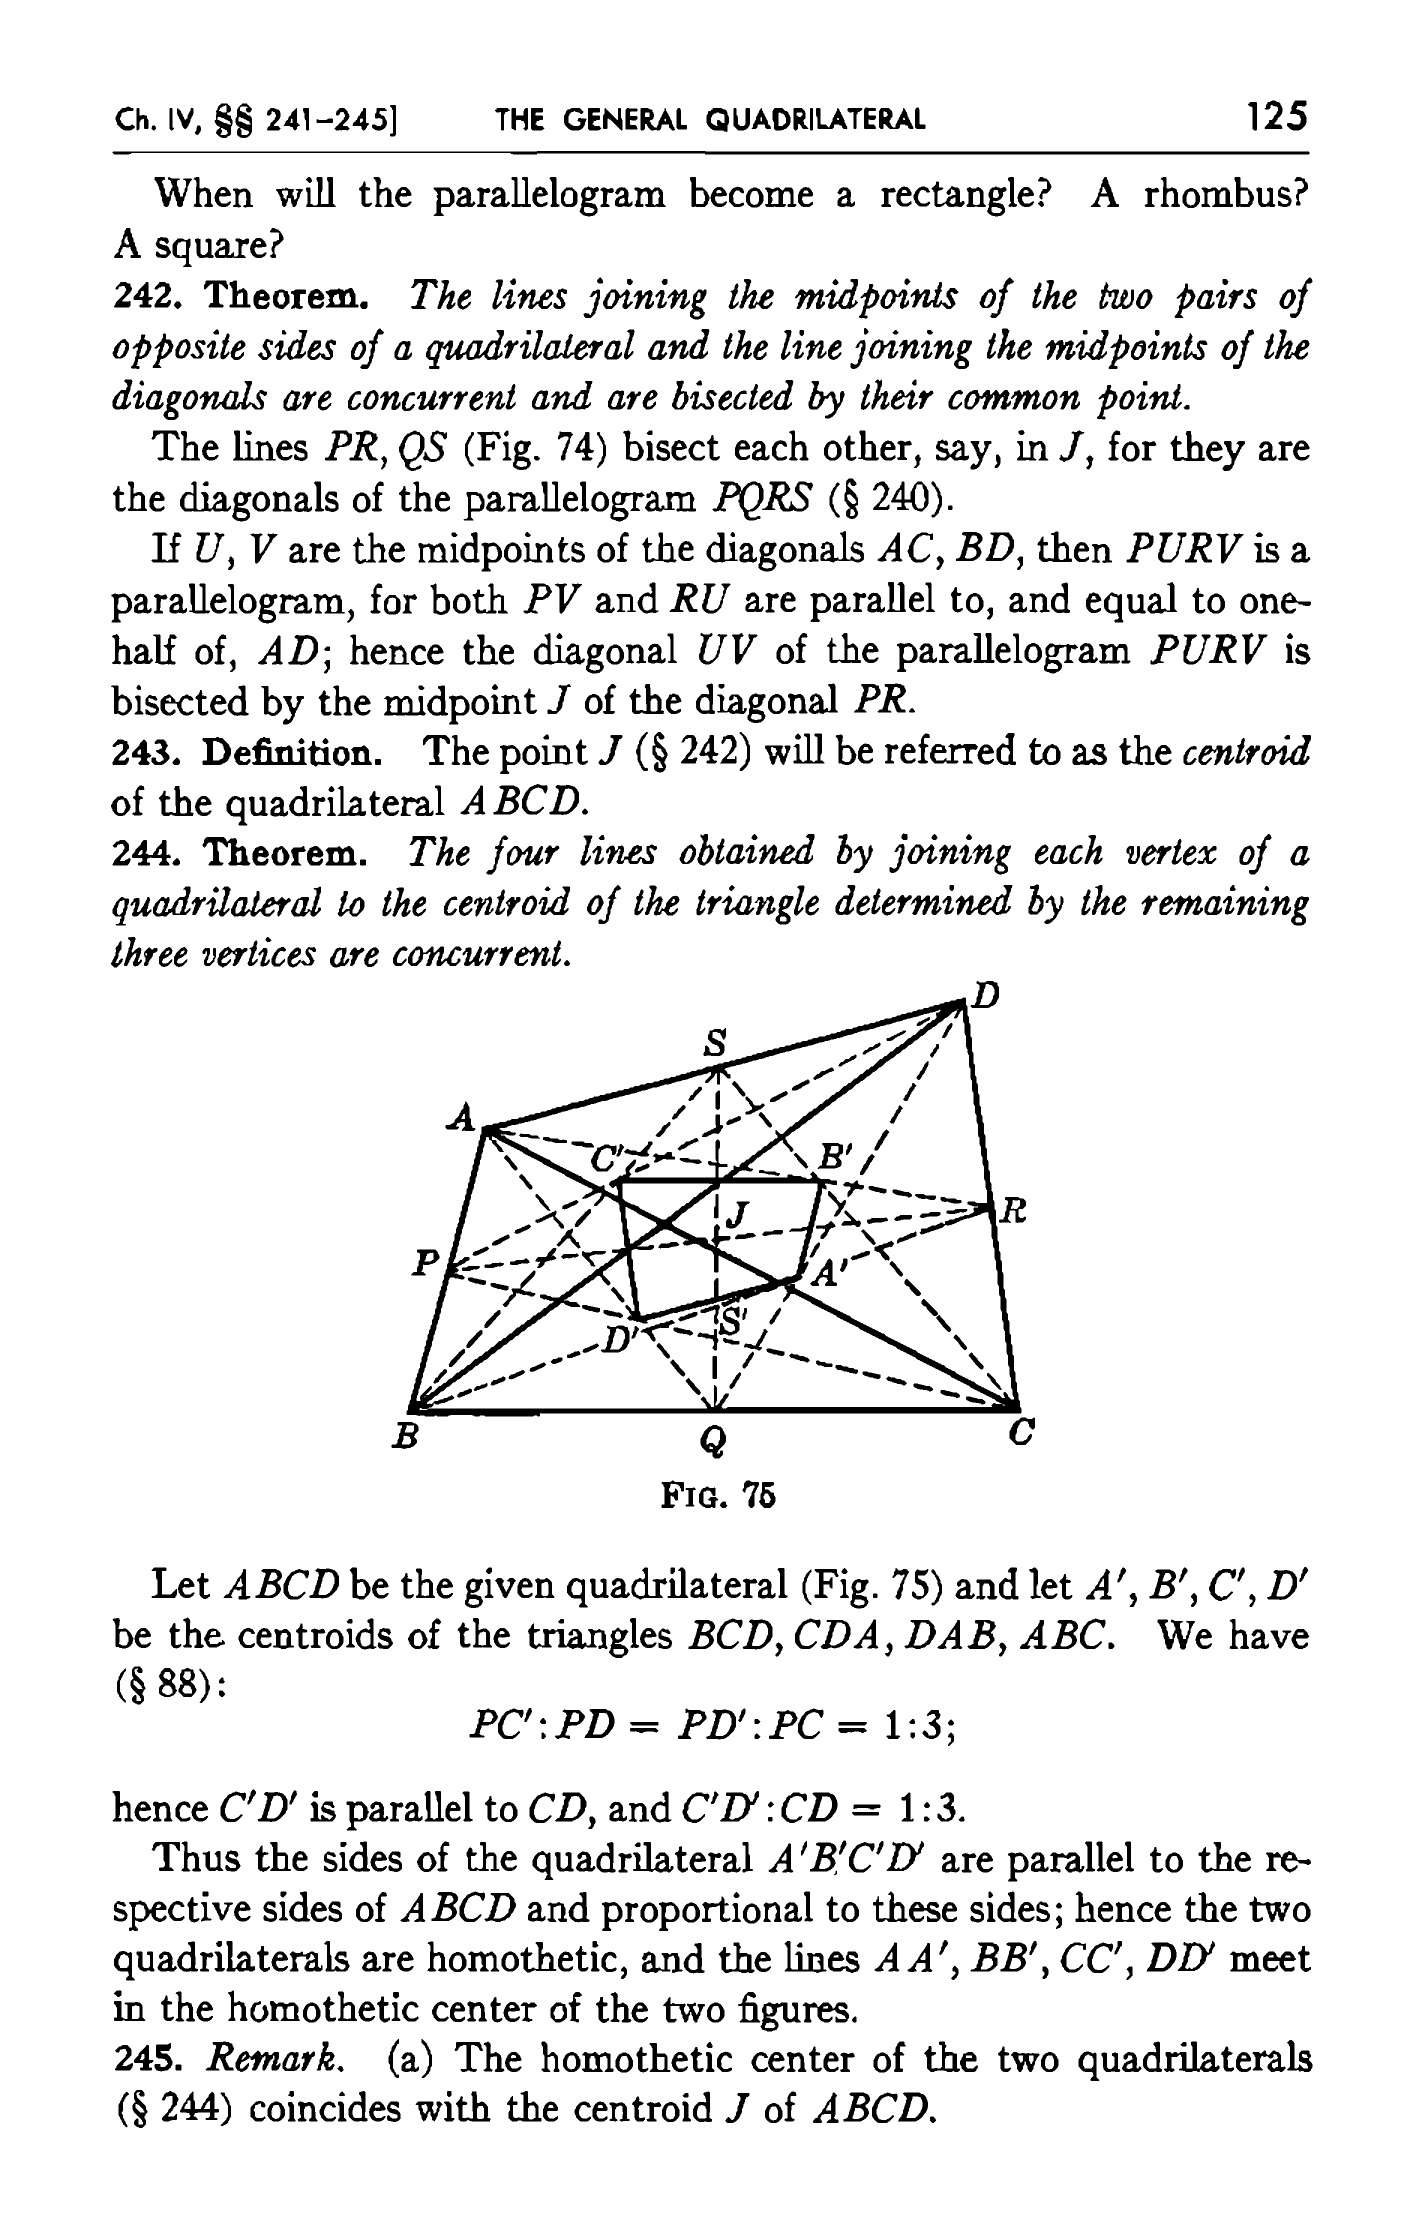 Ch. IV, §§ 241–245] THE GENERAL QUADRILATERAL 125
When will the parallelogram become a rectangle? A rhombus?
A square?
242. Theorem. The lines joining the midpoints of the two pairs of
opposite sides of a quadrilateral and the line joining the midpoints of the
diagonals are concurrent and are bisected by their common point.
The lines PR, QS (Fig. 74) bisect each other, say, in J, for they are
the diagonals of the parallelogram PQRS (§ 240).
If U, V are the midpoints of the diagonals AC, BD, then PURV is a
parallelogram, for both PV and RU are parallel to, and equal to one-
half of, AD; hence the diagonal UV of the parallelogram PURV is
bisected by the midpoint J of the diagonal PR.
243. Definition. The point J (§ 242) will be referred to as the centroid
of the quadrilateral ABCD.
244. Theorem. The four lines obtained by joining each vertex of a
quadrilateral to the centroid of the triangle determined by the remaining
three vertices are concurrent.
D
S
A
C' B'
J R
P
A'
S'
D'
B Q C
FIG. 75
Let ABCD be the given quadrilateral (Fig. 75) and let A', B', C', D'
be the centroids of the triangles BCD, CDA, DAB, ABC. We have
(§ 88):
PC':PD = PD':PC = 1:3;
hence C'D' is parallel to CD, and C'D':CD = 1:3.
Thus the sides of the quadrilateral A'B'C'D' are parallel to the re-
spective sides of ABCD and proportional to these sides; hence the two
quadrilaterals are homothetic, and the lines AA', BB', CC', DD' meet
in the homothetic center of the two figures.
245. Remark. (a) The homothetic center of the two quadrilaterals
(§ 244) coincides with the centroid J of ABCD.